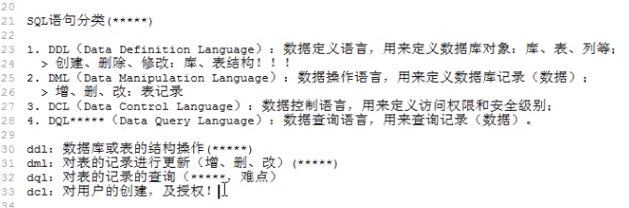 20
21 SQL语句分类(*****)
22
23 1. DDL（Data Definition Language）：数据定义语言，用来定义数据库对象：库、表、列等；
24   > 创建、删除、修改：库、表结构！！！
25 2. DML（Data Manipulation Language）：数据操作语言，用来定义数据库记录（数据）；
26   > 增、删、改：表记录
27 3. DCL（Data Control Language）：数据控制语言，用来定义访问权限和安全级别；
28 4. DQL*****（Data Query Language）：数据查询语言，用来查询记录（数据）。
29
30 ddl：数据库或表的结构操作(*****)
31 dml：对表的记录进行更新（增、删、改）(*****)
32 dql：对表的记录的查询（*****，难点）
33 dcl：对用户的创建，及授权！